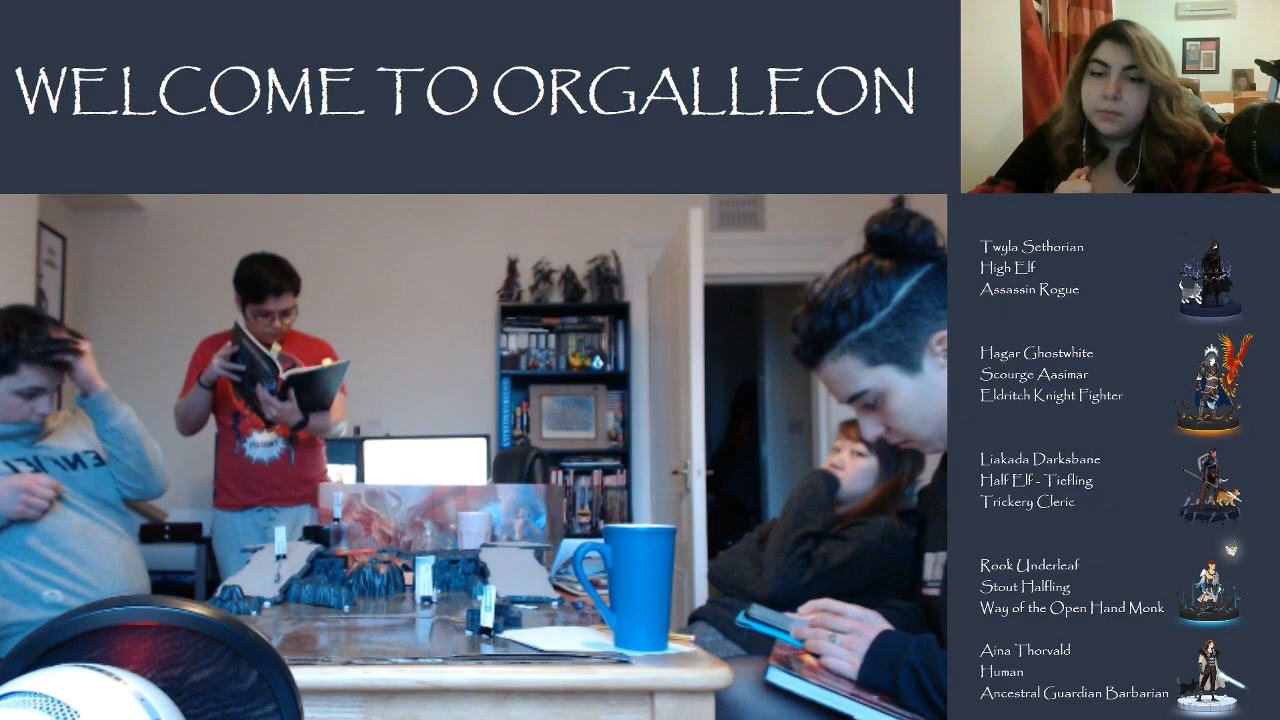 WELCOME TO ORGALLEON
Twyla Sethorian
High Elf
Assassin Rogue
Hagar Ghostwhite
Scourge Aasimar
Eldritch Knight Fighter
Liakada Darksbane
Half Elf - Tiefling
Trickery Cleric
Rook Underleaf
Stout Halfling
Way of the Open Hand Monk
Aina Thorvald
Human
Ancestral Guardian Barbarian